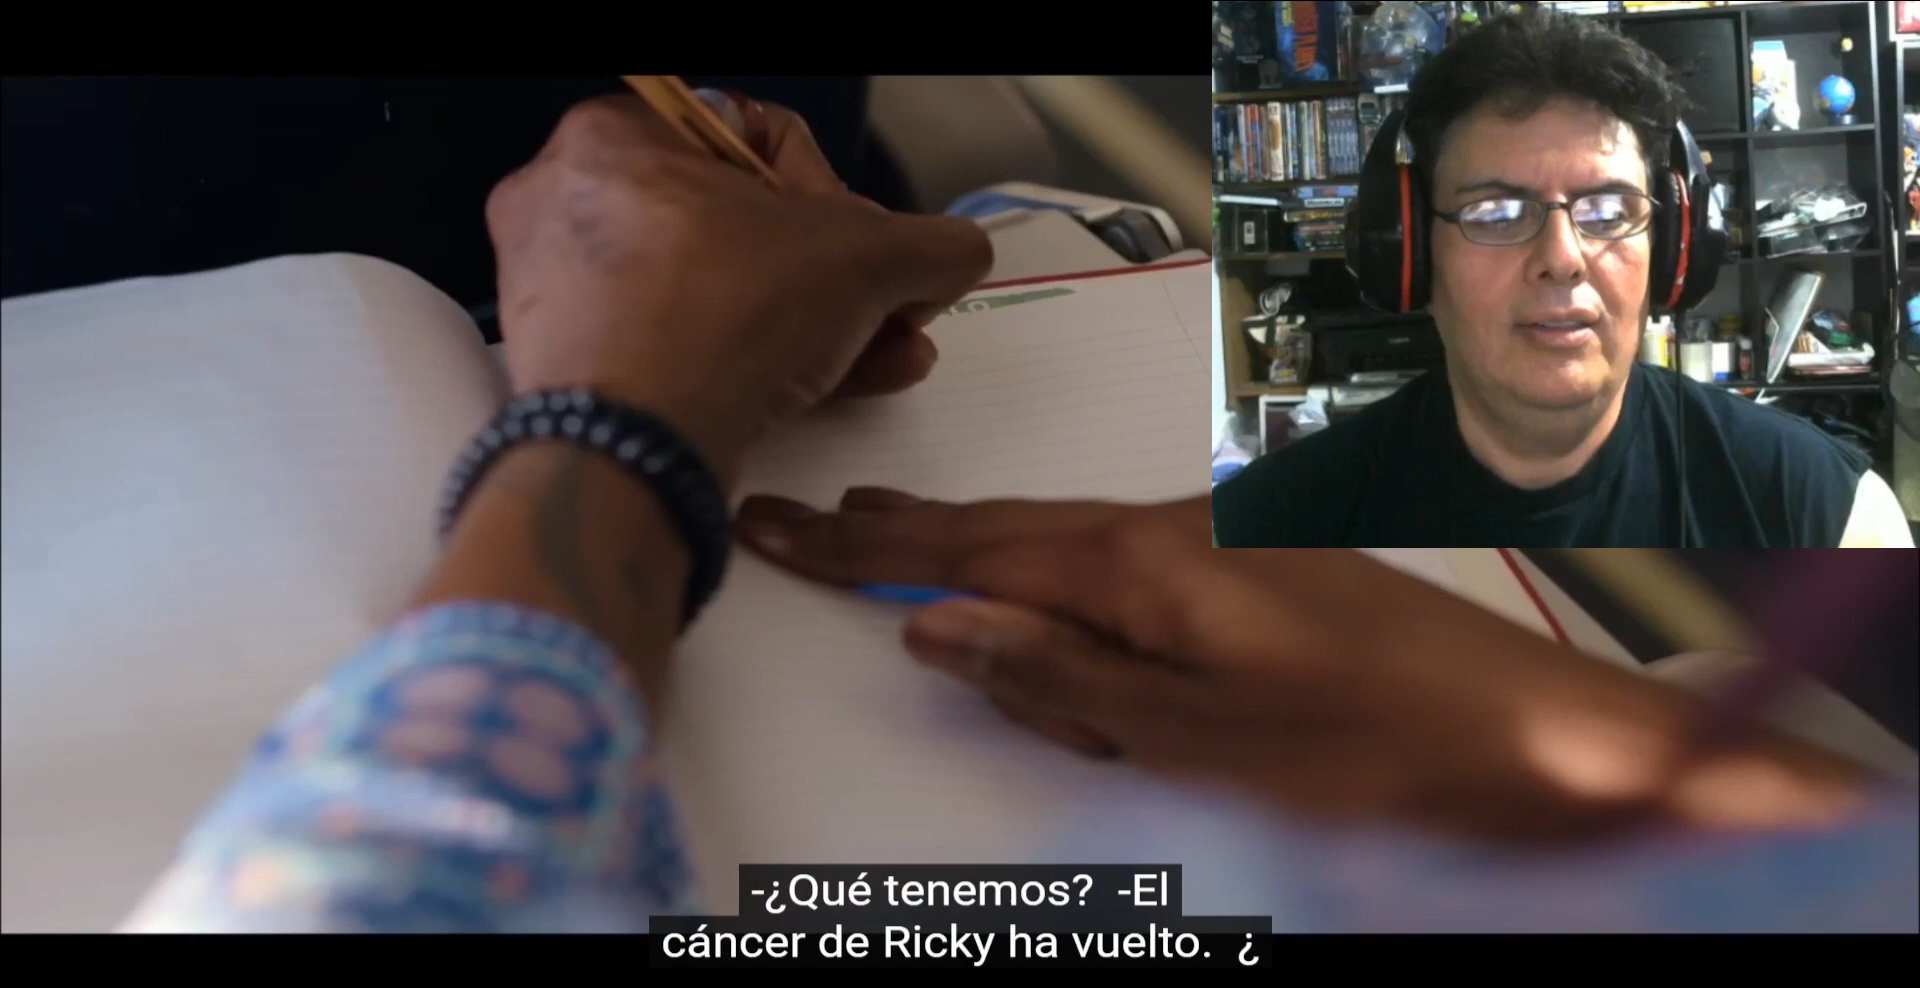 -¿Qué tenemos?  -El
cáncer de Ricky ha vuelto.  ¿